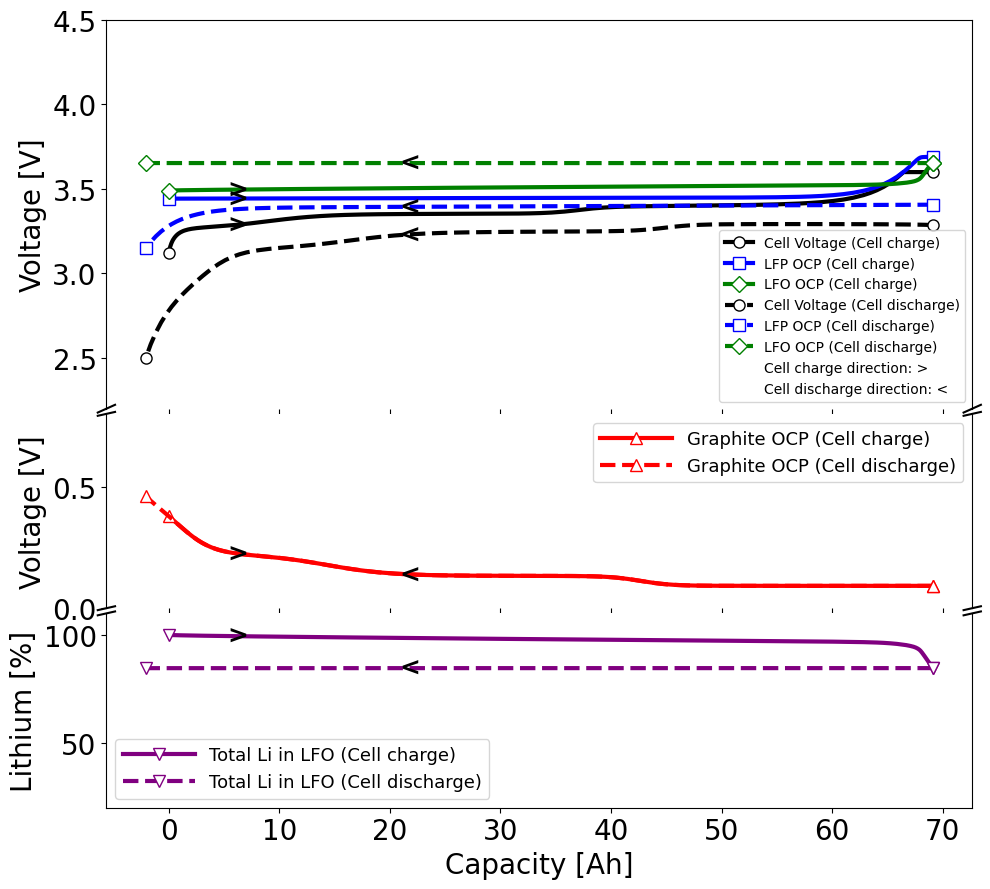 4.5
4.0
3.5
3.0
2.5
Voltage [V]
Cell Voltage (Cell charge)
LFP OCP (Cell charge)
LFO OCP (Cell charge)
Cell Voltage (Cell discharge)
LFP OCP (Cell discharge)
LFO OCP (Cell discharge)
Cell charge direction: >
Cell discharge direction: <
0.5
0.0
Voltage [V]
Graphite OCP (Cell charge)
Graphite OCP (Cell discharge)
100
50
Lithium [%]
Total Li in LFO (Cell charge)
Total Li in LFO (Cell discharge)
0 10 20 30 40 50 60 70
Capacity [Ah]